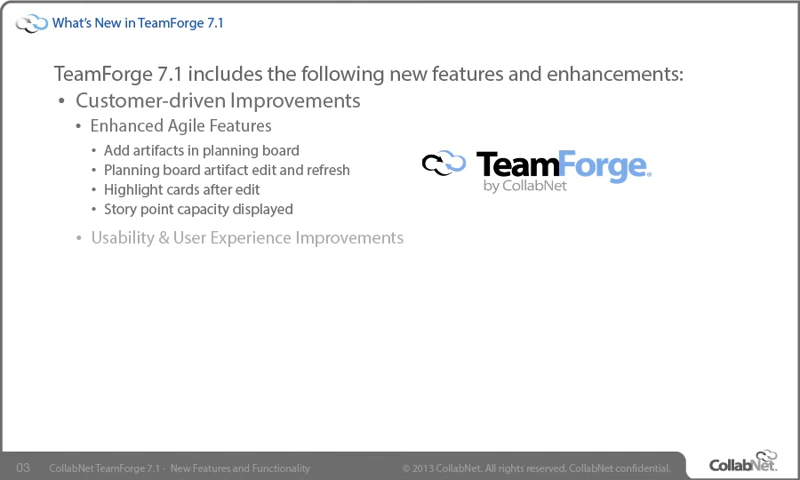 What's New in TeamForge 7.1
TeamForge 7.1 includes the following new features and enhancements:
• Customer-driven Improvements
• Enhanced Agile Features
• Add artifacts in planning board
• Planning board artifact edit and refresh
• Highlight cards after edit
• Story point capacity displayed
• Usability & User Experience Improvements
TeamForge®
by CollabNet
03 CollabNet TeamForge 7.1 - New Features and Functionality © 2013 CollabNet. All rights reserved. CollabNet confidential.
CollabNet.